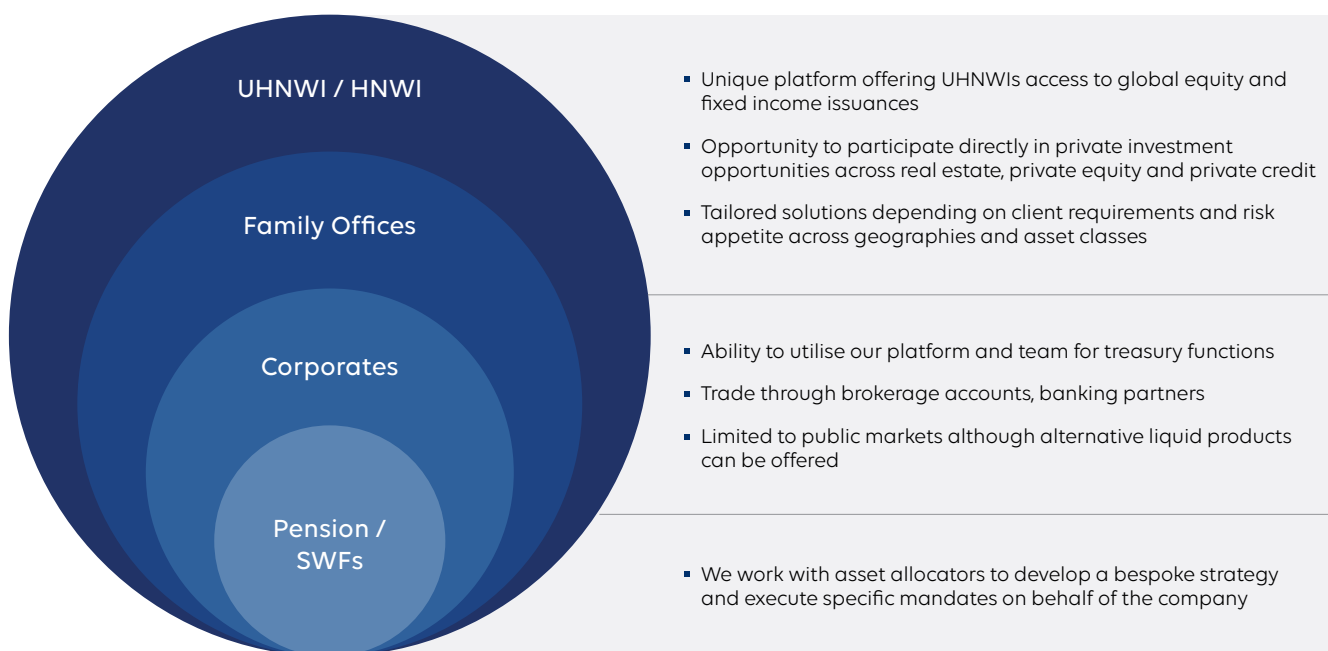 UHNWI / HNWI
Family Offices
Corporates
Pension /
SWFs
▪ Unique platform offering UHNWIs access to global equity and
fixed income issuances
▪ Opportunity to participate directly in private investment
opportunities across real estate, private equity and private credit
▪ Tailored solutions depending on client requirements and risk
appetite across geographies and asset classes
▪ Ability to utilise our platform and team for treasury functions
▪ Trade through brokerage accounts, banking partners
▪ Limited to public markets although alternative liquid products
can be offered
▪ We work with asset allocators to develop a bespoke strategy
and execute specific mandates on behalf of the company